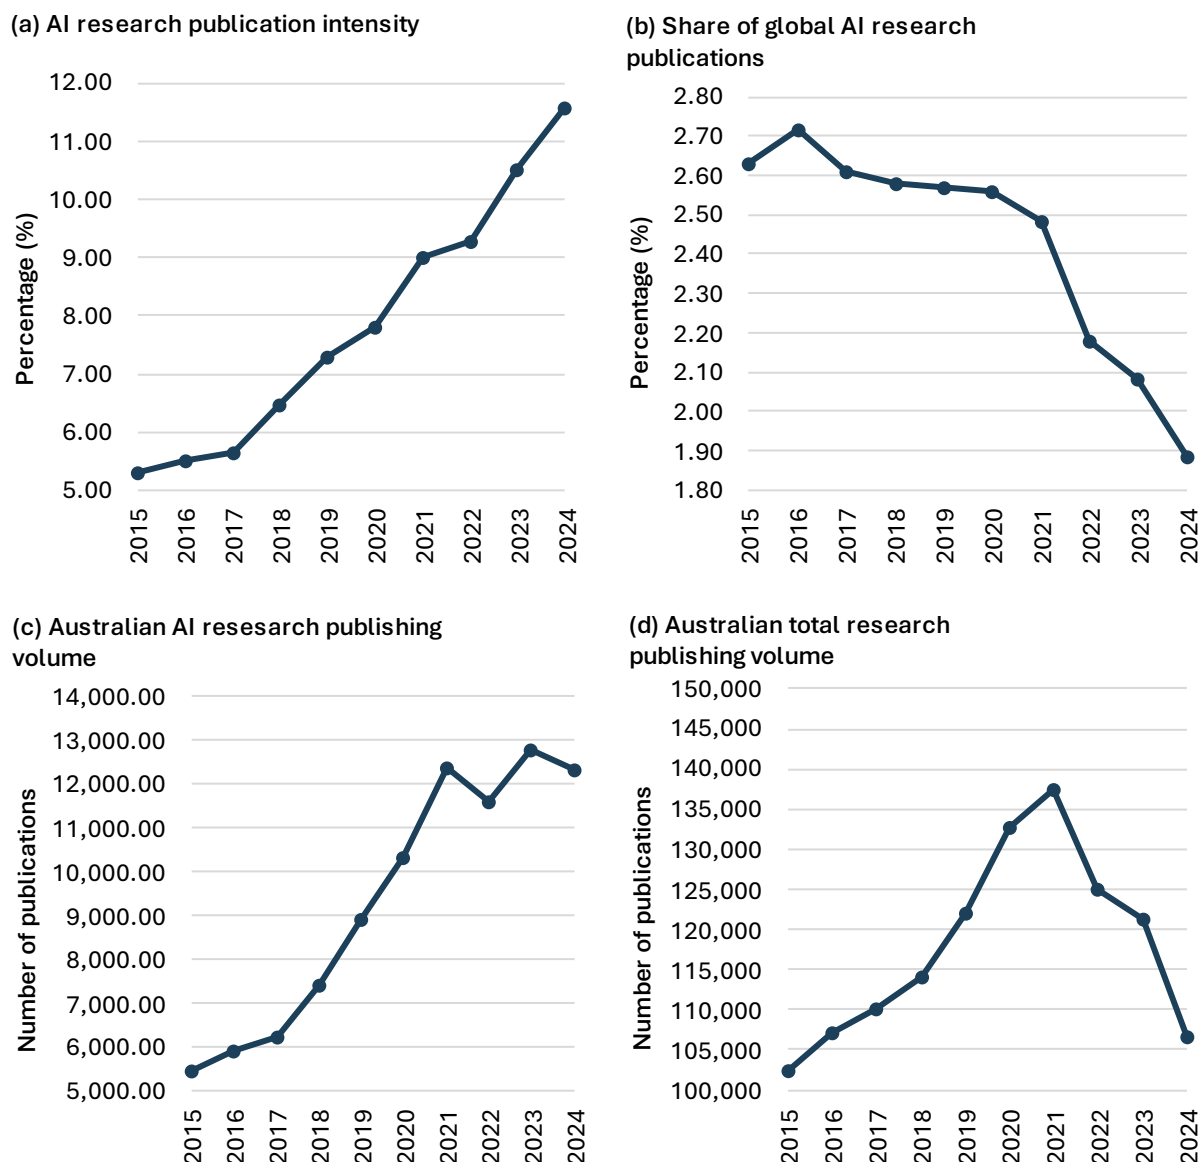 (a) AI research publication intensity
Percentage (%)
12.00
11.00
10.00
9.00
8.00
7.00
6.00
5.00
2015 2016 2017 2018 2019 2020 2021 2022 2023 2024
(b) Share of global AI research
publications
Percentage (%)
2.80
2.70
2.60
2.50
2.40
2.30
2.20
2.10
2.00
1.90
1.80
2015 2016 2017 2018 2019 2020 2021 2022 2023 2024
(c) Australian AI resesarch publishing
volume
Number of publications
14,000.00
13,000.00
12,000.00
11,000.00
10,000.00
9,000.00
8,000.00
7,000.00
6,000.00
5,000.00
2015 2016 2017 2018 2019 2020 2021 2022 2023 2024
(d) Australian total research
publishing volume
Number of publications
150,000
145,000
140,000
135,000
130,000
125,000
120,000
115,000
110,000
105,000
100,000
2015 2016 2017 2018 2019 2020 2021 2022 2023 2024